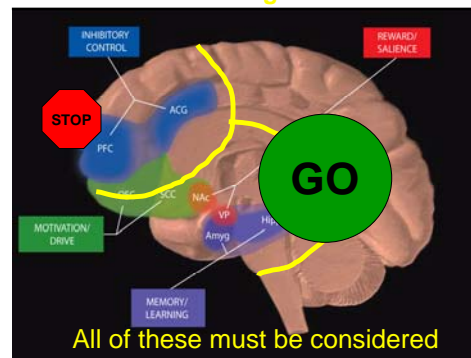 INHIBITORY
CONTROL
REWARD/
SALIENCE
ACG
STOP
PFC
GO
SCC
NAc
VP
Hip
Amyg
MOTIVATION/
DRIVE
MEMORY/
LEARNING
All of these must be considered